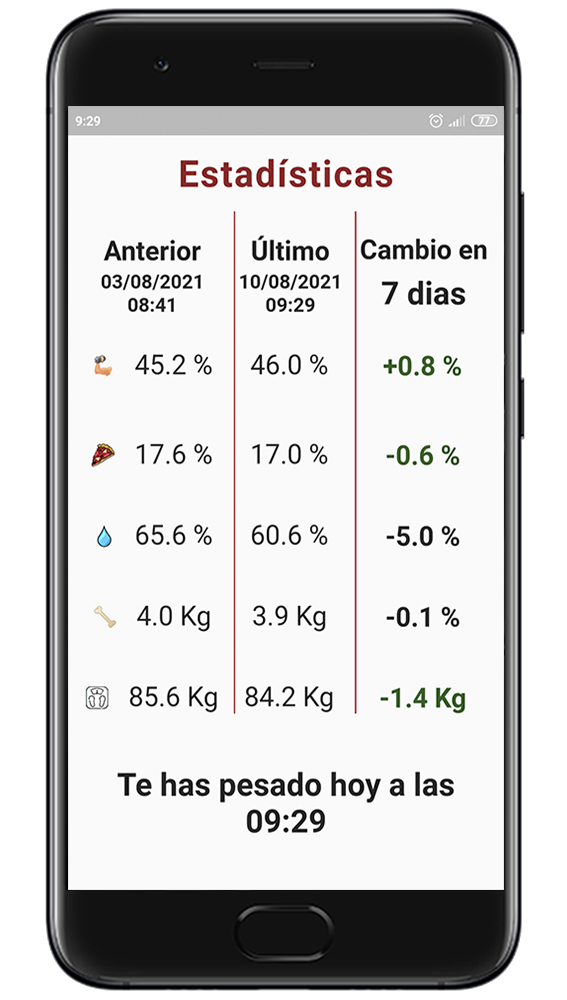 9:29
77
Estadísticas
Anterior
03/08/2021
08:41
Último
10/08/2021
09:29
Cambio en
7 dias
45.2 % 46.0 % +0.8 %
17.6 % 17.0 % -0.6 %
65.6 % 60.6 % -5.0 %
4.0 Kg 3.9 Kg -0.1 %
85.6 Kg 84.2 Kg -1.4 Kg
Te has pesado hoy a las
09:29